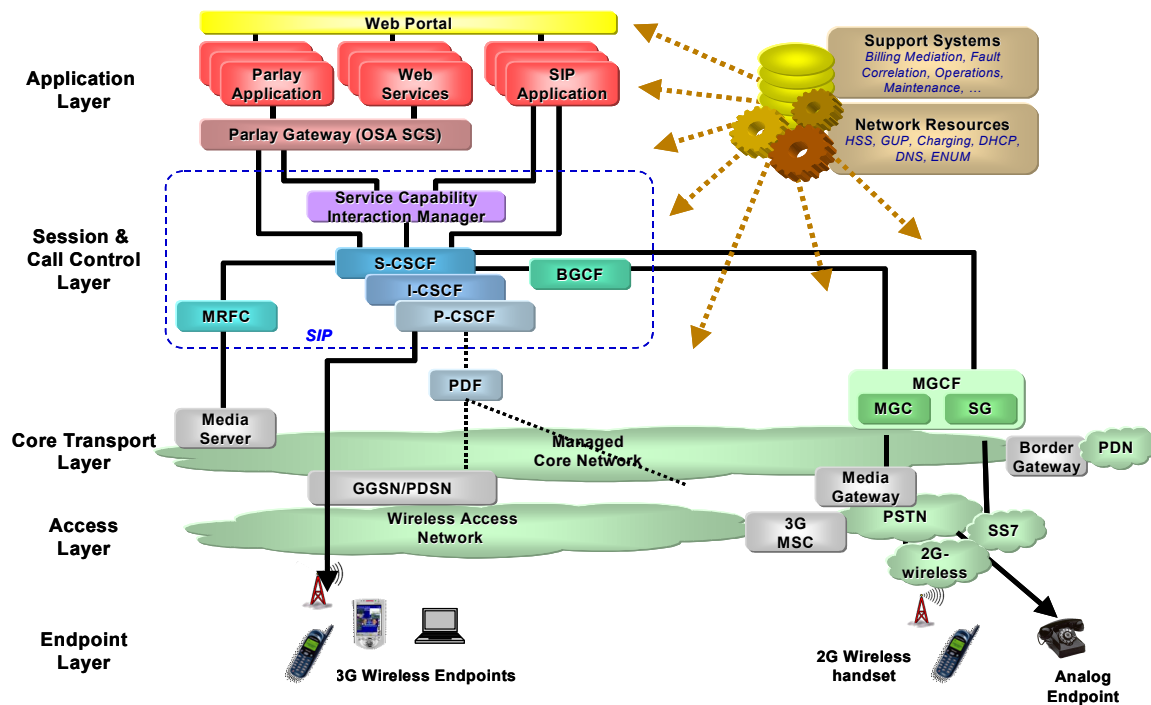 Web Portal
Application
Layer
Parlay
Application
Web
Services
SIP
Application
Support Systems
Billing Mediation, Fault
Correlation, Operations,
Maintenance, …
Parlay Gateway (OSA SCS)
Network Resources
HSS, GUP, Charging, DHCP,
DNS, ENUM
Service Capability
Interaction Manager
Session &
Call Control
Layer
S-CSCF
BGCF
I-CSCF
MRFC
P-CSCF
SIP
PDF
MGCF
MGC
SG
Media
Server
Core Transport
Layer
Managed
Core Network
Border
Gateway
PDN
GGSN/PDSN
Media
Gateway
Access
Layer
Wireless Access
Network
3G
MSC
PSTN
SS7
2G-
wireless
Endpoint
Layer
3G Wireless Endpoints
2G Wireless
handset
Analog
Endpoint